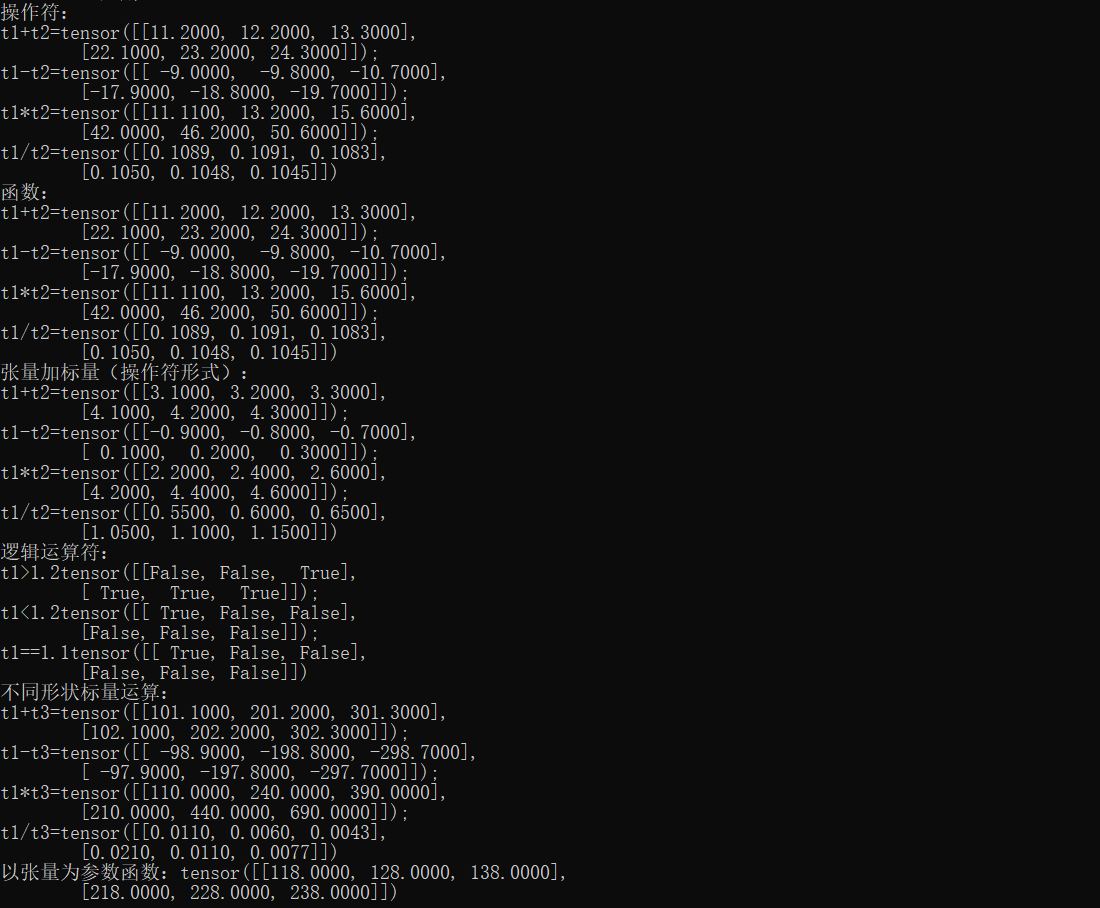 操作符：
t1+t2=tensor([[11.2000, 12.2000, 13.3000],
        [22.1000, 23.2000, 24.3000]]);
t1-t2=tensor([[ -9.0000,  -9.8000, -10.7000],
        [-17.9000, -18.8000, -19.7000]]);
t1*t2=tensor([[11.1100, 13.2000, 15.6000],
        [42.0000, 46.2000, 50.6000]]);
t1/t2=tensor([[0.1089, 0.1091, 0.1083],
        [0.1050, 0.1048, 0.1045]])
函数：
t1+t2=tensor([[11.2000, 12.2000, 13.3000],
        [22.1000, 23.2000, 24.3000]]);
t1-t2=tensor([[ -9.0000,  -9.8000, -10.7000],
        [-17.9000, -18.8000, -19.7000]]);
t1*t2=tensor([[11.1100, 13.2000, 15.6000],
        [42.0000, 46.2000, 50.6000]]);
t1/t2=tensor([[0.1089, 0.1091, 0.1083],
        [0.1050, 0.1048, 0.1045]])
张量加标量（操作符形式）：
t1+t2=tensor([[3.1000, 3.2000, 3.3000],
        [4.1000, 4.2000, 4.3000]]);
t1-t2=tensor([[-0.9000, -0.8000, -0.7000],
        [ 0.1000,  0.2000,  0.3000]]);
t1*t2=tensor([[2.2000, 2.4000, 2.6000],
        [4.2000, 4.4000, 4.6000]]);
t1/t2=tensor([[0.5500, 0.6000, 0.6500],
        [1.0500, 1.1000, 1.1500]])
逻辑运算符：
t1>1.2tensor([[False, False,  True],
        [ True,  True,  True]]);
t1<1.2tensor([[ True, False, False],
        [False, False, False]]);
t1==1.1tensor([[ True, False, False],
        [False, False, False]])
不同形状标量运算：
t1+t3=tensor([[101.1000, 201.2000, 301.3000],
        [102.1000, 202.2000, 302.3000]]);
t1-t3=tensor([[ -98.9000, -198.8000, -298.7000],
        [ -97.9000, -197.8000, -297.7000]]);
t1*t3=tensor([[110.0000, 240.0000, 390.0000],
        [210.0000, 440.0000, 690.0000]]);
t1/t3=tensor([[0.0110, 0.0060, 0.0043],
        [0.0210, 0.0110, 0.0077]])
以张量为参数函数：tensor([[118.0000, 128.0000, 138.0000],
        [218.0000, 228.0000, 238.0000]])